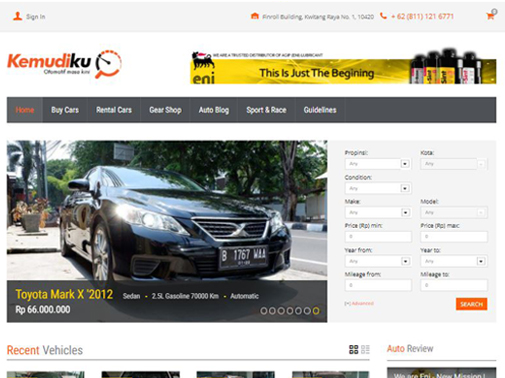 Sign In
Finroll Building, Kwitang Raya No. 1, 10420
+ 62 (811) 121 6771
0
Kemudiku
Otomotif masa kini
eni
WE ARE A TRUSTED DISTRIBUTOR OF AGIP (ENI) LUBRICANT
This Is Just The Begining
Home
Buy Cars
Rental Cars
Gear Shop
Auto Blog
Sport & Race
Guidelines
B 1767 WAA
Toyota Mark X '2012
Sedan • 2.5L Gasoline 70000 Km • Automatic
Rp 66.000.000
Propinsi: Kota:
Any Any
Condition:
Any
Make: Model:
Any Any
Price (Rp) min: Price (Rp) max:
0 0
Year from: Year to:
Any Any
Mileage from: Mileage to:
0 0
[+] Advanced
SEARCH
Recent Vehicles
Auto Review
We are Eni - New Mission !